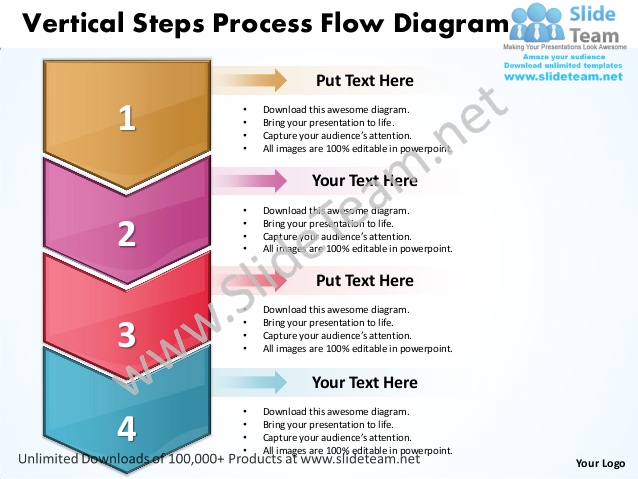 Vertical Steps Process Flow Diagram
Slide
Team
Making Your Presentations Look Awesome
Amaze your audience
Download unlimited templates
www.slideteam.net
1
Put Text Here
• Download this awesome diagram.
• Bring your presentation to life.
• Capture your audience's attention.
• All images are 100% editable in powerpoint.
2
Your Text Here
• Download this awesome diagram.
• Bring your presentation to life.
• Capture your audience's attention.
• All images are 100% editable in powerpoint.
3
Put Text Here
• Download this awesome diagram.
• Bring your presentation to life.
• Capture your audience's attention.
• All images are 100% editable in powerpoint.
4
Your Text Here
• Download this awesome diagram.
• Bring your presentation to life.
• Capture your audience's attention.
• All images are 100% editable in powerpoint.
www.SlideTeam.net
Unlimited Downloads of 100,000+ Products at www.slideteam.net
Your Logo